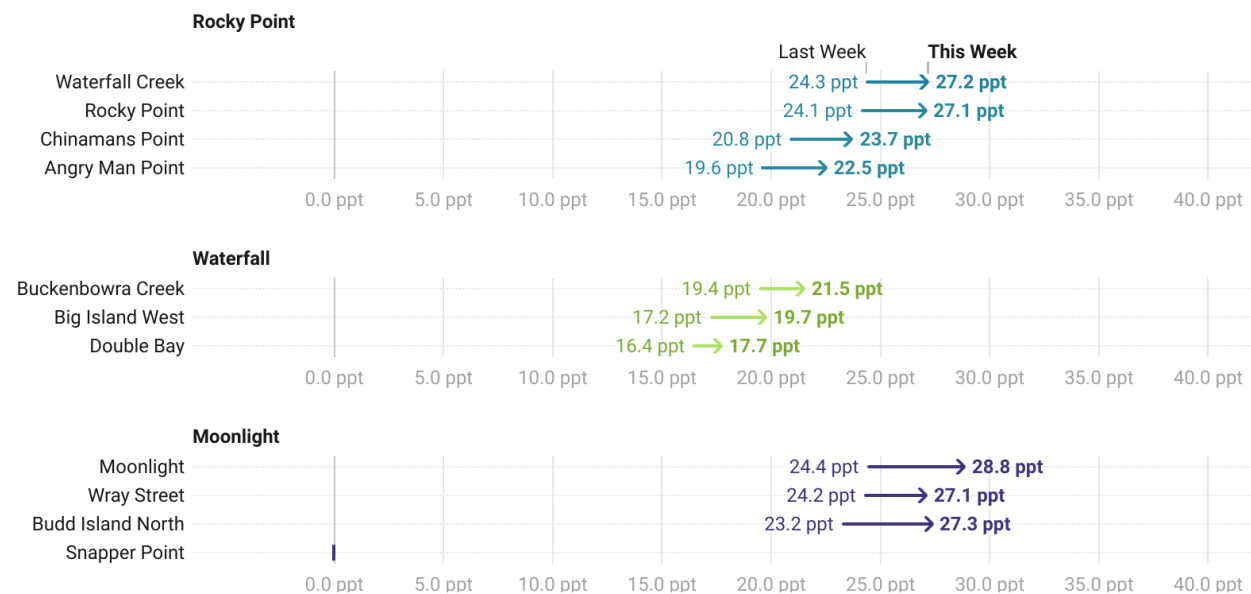 Rocky Point
Last Week This Week
Waterfall Creek 24.3 ppt 27.2 ppt
Rocky Point 24.1 ppt 27.1 ppt
Chinamans Point 20.8 ppt 23.7 ppt
Angry Man Point 19.6 ppt 22.5 ppt
0.0 ppt 5.0 ppt 10.0 ppt 15.0 ppt 20.0 ppt 25.0 ppt 30.0 ppt 35.0 ppt 40.0 ppt
Waterfall
Buckenbowra Creek 19.4 ppt 21.5 ppt
Big Island West 17.2 ppt 19.7 ppt
Double Bay 16.4 ppt 17.7 ppt
0.0 ppt 5.0 ppt 10.0 ppt 15.0 ppt 20.0 ppt 25.0 ppt 30.0 ppt 35.0 ppt 40.0 ppt
Moonlight
Moonlight 24.4 ppt 28.8 ppt
Wray Street 24.2 ppt 27.1 ppt
Budd Island North 23.2 ppt 27.3 ppt
Snapper Point
0.0 ppt 5.0 ppt 10.0 ppt 15.0 ppt 20.0 ppt 25.0 ppt 30.0 ppt 35.0 ppt 40.0 ppt